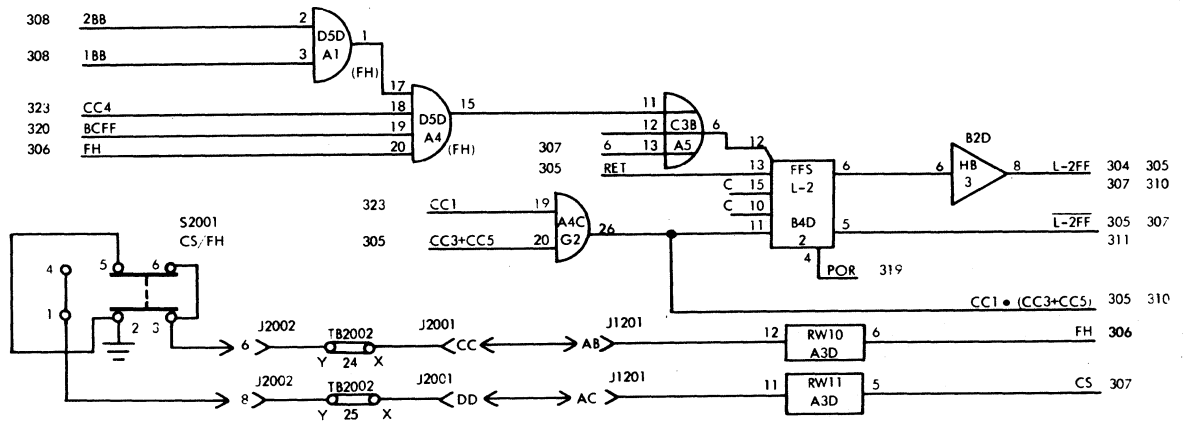 308 2BB 2 D5D 1
308 1BB 3 A1 (FH)
17
323 CC4 18 D5D 15 11
320 BCFF 19 A4 12 C3B 6
306 FH 20 (FH) 307 6 13 A5 12
305 RET 13 FFS 6 6 HB 8 L-2FF 304 305
B2D
3 307 310
C 15 L-2
C 10 B4D
323 CC1 19 A4C 26 11 2 5 L-2FF 305 307
305 CC3+CC5 20 G2 311
4
POR 319
CC1 • (CC3+CC5) 305 310
S2001
CS/FH
4 5 6
1 2 3
6 J2002 TB2002 J2001 CC AB J1201 12 RW10 6 FH 306
Y 24 X A3D
8 J2002 TB2002 J2001 DD AC J1201 11 RW11 5 CS 307
Y 25 X A3D